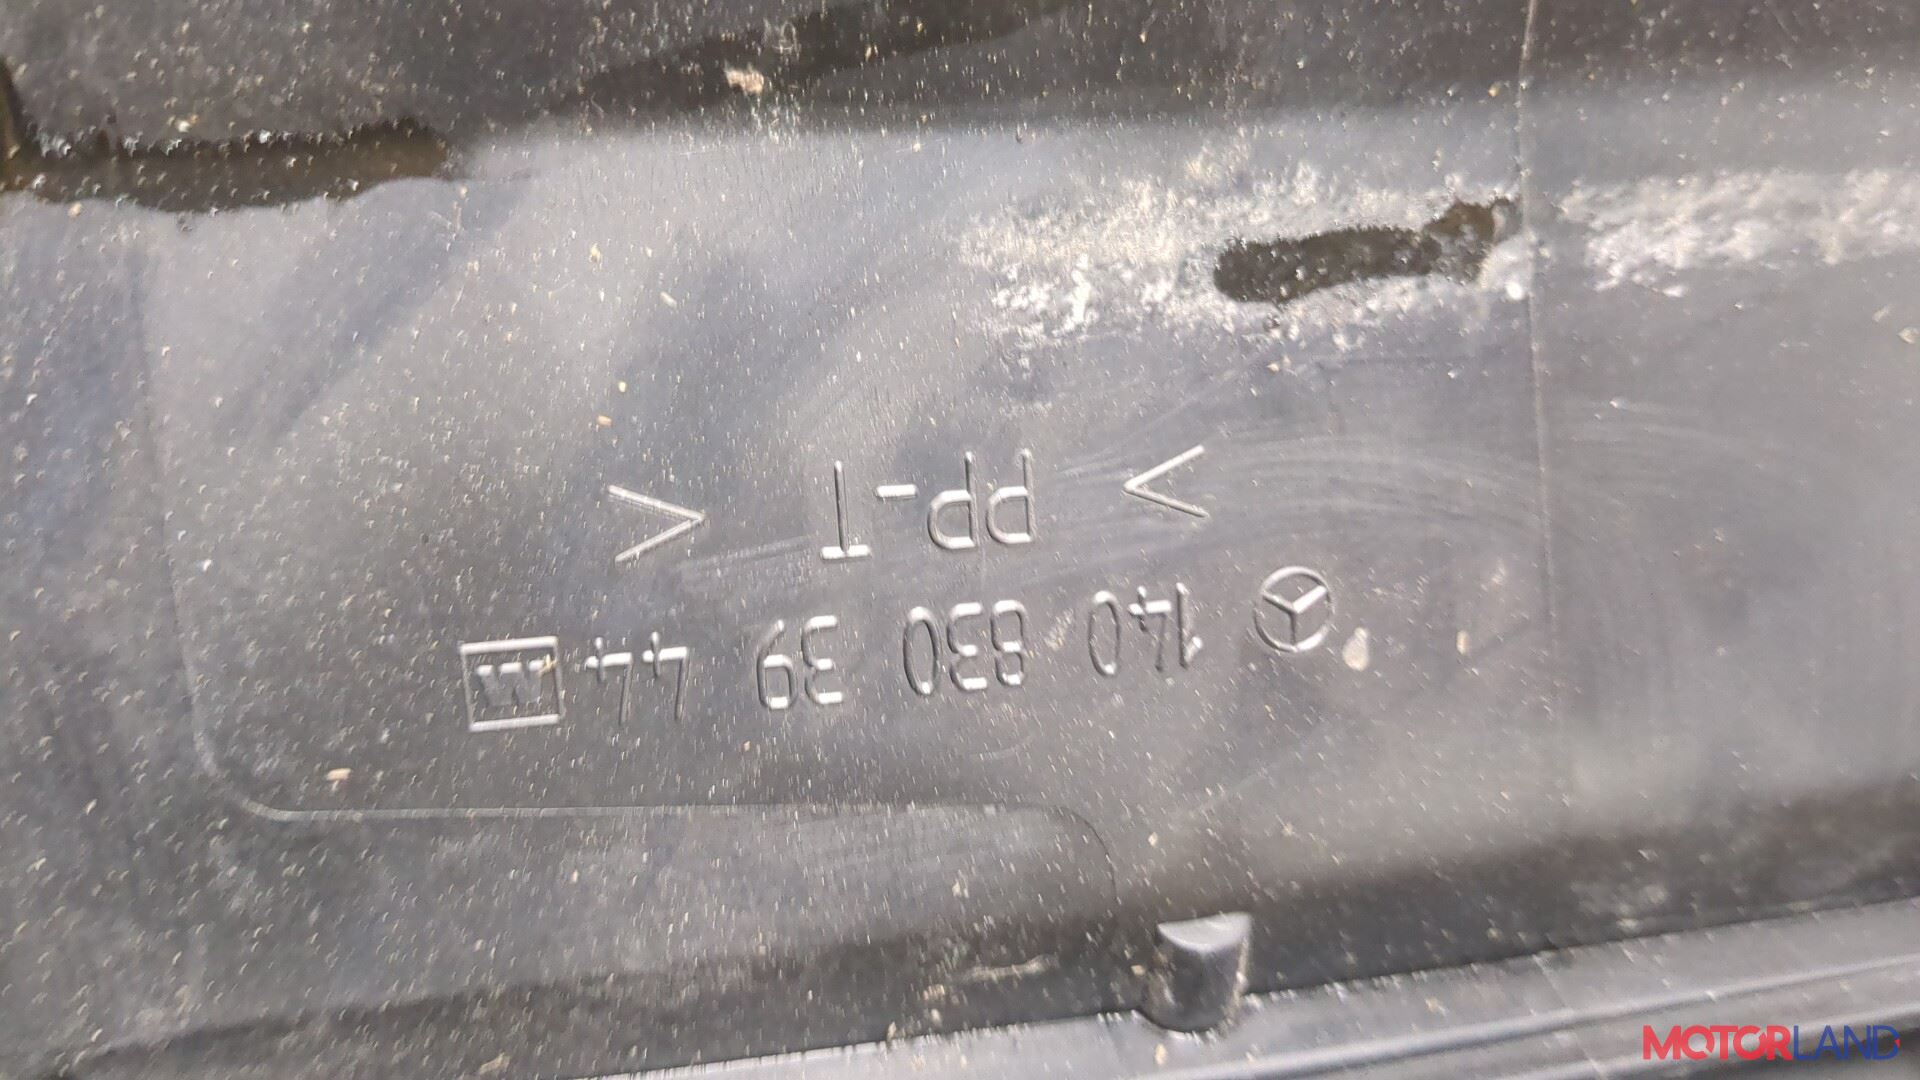 140 830 39 44
> PP-T <
MOTORLAND